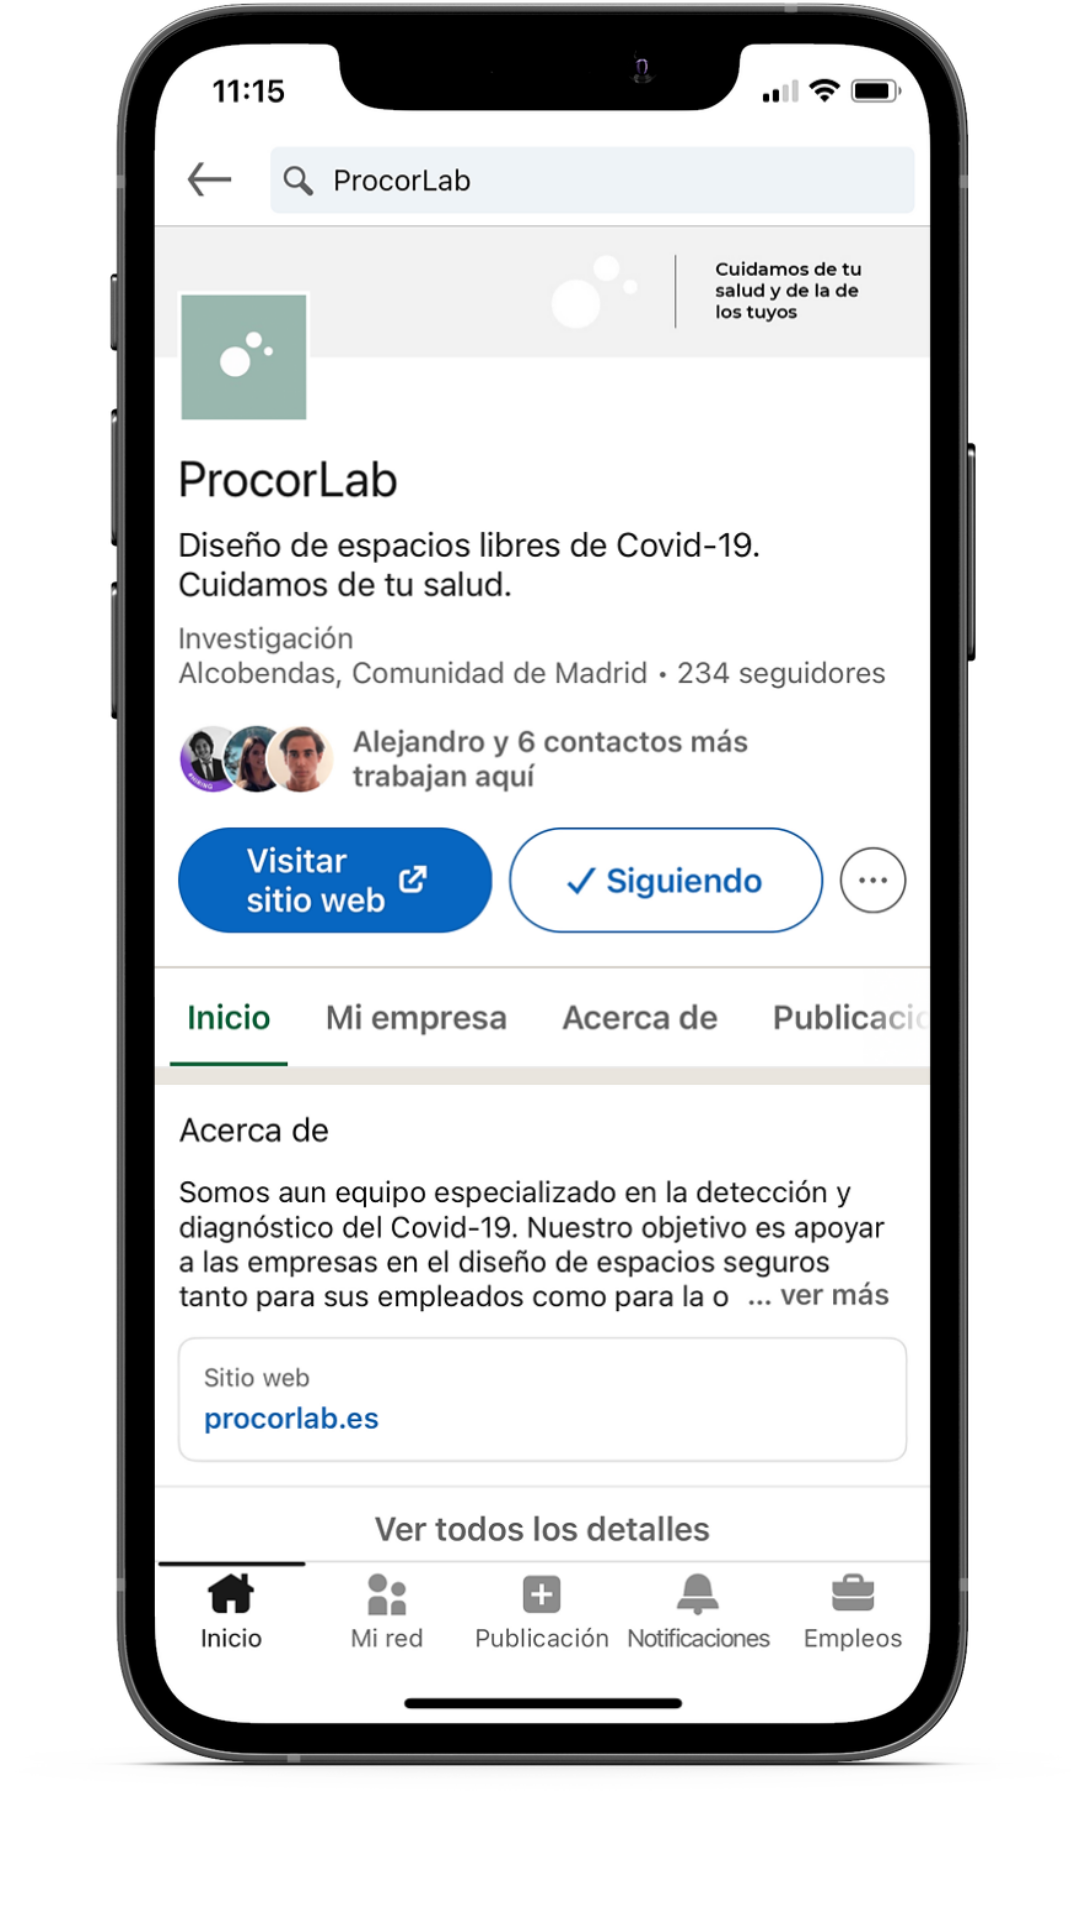 11:15
ProcorLab
Cuidamos de tu
salud y de la de
los tuyos
ProcorLab
Diseño de espacios libres de Covid-19.
Cuidamos de tu salud.
Investigación
Alcobendas, Comunidad de Madrid • 234 seguidores
#HIRING
Alejandro y 6 contactos más
trabajan aquí
Visitar
sitio web
Siguiendo
Inicio Mi empresa Acerca de Publicacio
Acerca de
Somos aun equipo especializado en la detección y
diagnóstico del Covid-19. Nuestro objetivo es apoyar
a las empresas en el diseño de espacios seguros
tanto para sus empleados como para la o ... ver más
Sitio web
procorlab.es
Ver todos los detalles
Inicio Mi red Publicación Notificaciones Empleos